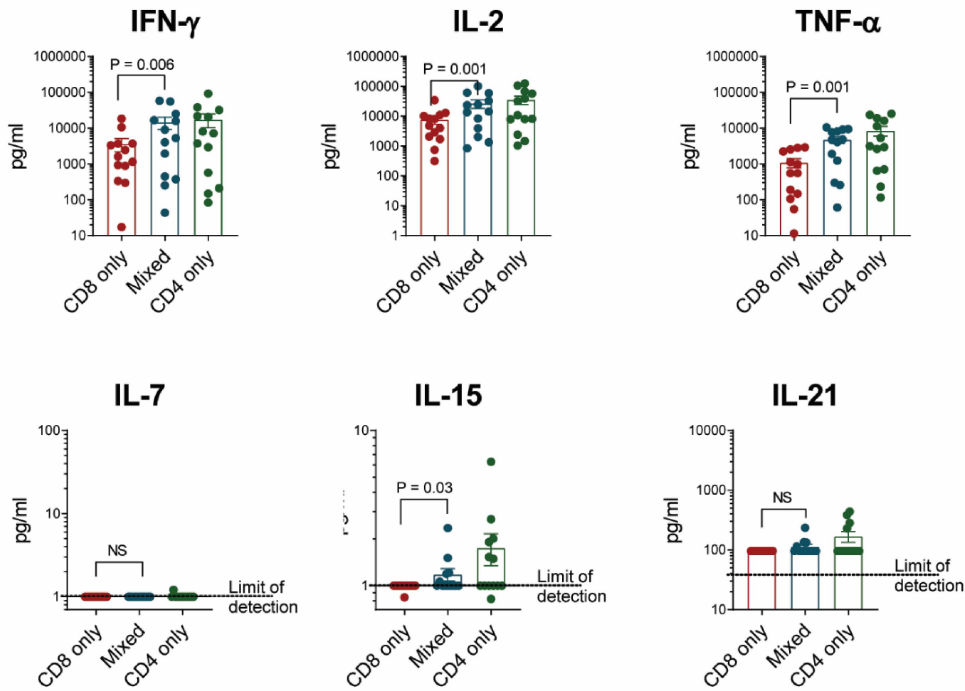 IFN-γ
pg/ml
1000000
100000
10000
1000
100
10
P = 0.006
CD8 only
Mixed
CD4 only
IL-2
pg/ml
1000000
100000
10000
1000
100
10
1
P = 0.001
CD8 only
Mixed
CD4 only
TNF-α
pg/ml
1000000
100000
10000
1000
100
10
P = 0.001
CD8 only
Mixed
CD4 only
IL-7
pg/ml
100
10
1
NS
Limit of
detection
CD8 only
Mixed
CD4 only
IL-15
10
1
P = 0.03
Limit of
detection
CD8 only
Mixed
CD4 only
IL-21
pg/ml
10000
1000
100
10
NS
Limit of
detection
CD8 only
Mixed
CD4 only